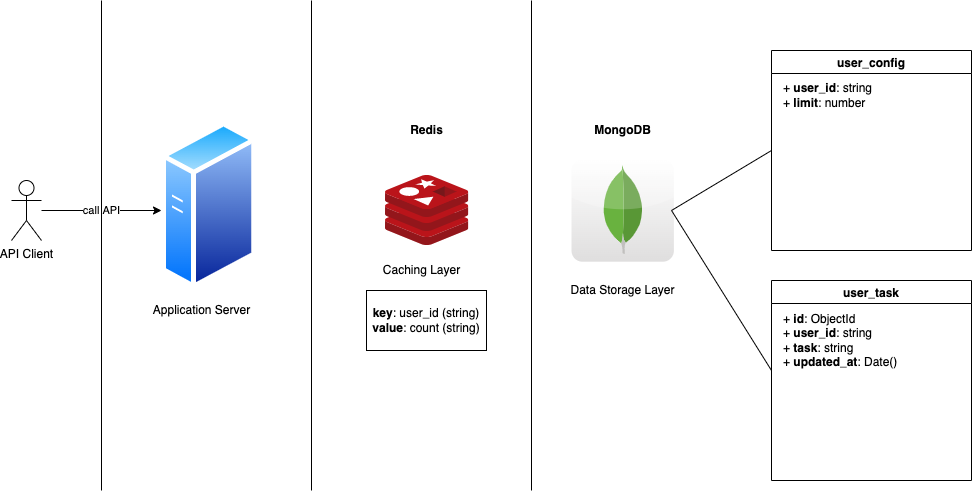 call API
API Client
Application Server
Redis
Caching Layer
key: user_id (string)
value: count (string)
MongoDB
Data Storage Layer
user_config
+ user_id: string
+ limit: number
user_task
+ id: ObjectId
+ user_id: string
+ task: string
+ updated_at: Date()